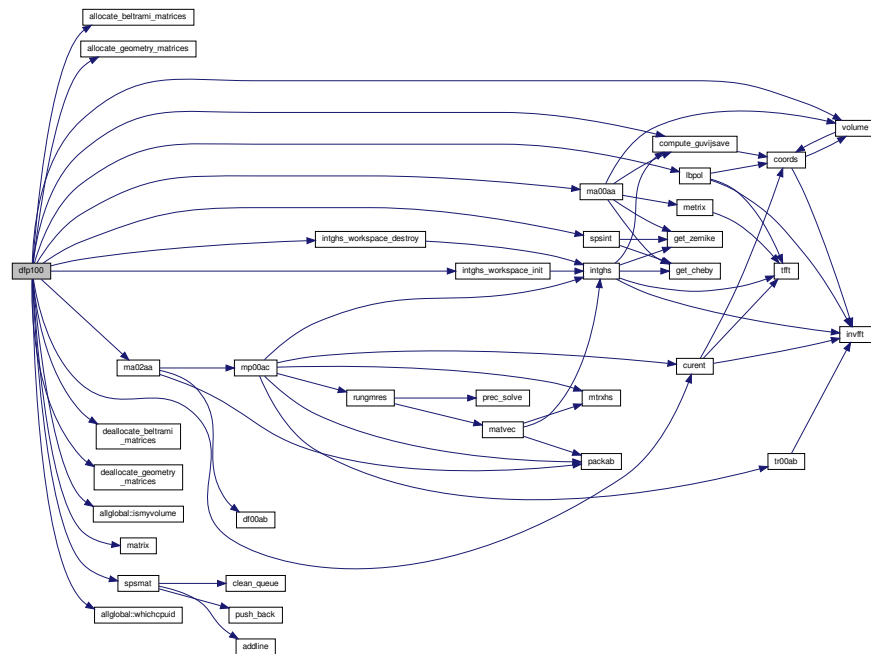 allocate_beltrami_matrices
allocate_geometry_matrices
volume
compute_guvijsave
coords
lbpol
ma00aa
metrix
intghs_workspace_destroy
spsint
get_zernike
dfp100
intghs_workspace_init
intghs
get_cheby
tfft
invfft
ma02aa
mp00ac
curent
rungmres
prec_solve
mtrxhs
matvec
deallocate_beltrami
_matrices
packab
tr00ab
deallocate_geometry
_matrices
allglobal::ismyvolume
df00ab
matrix
spsmat
clean_queue
allglobal::whichcpuid
push_back
addline